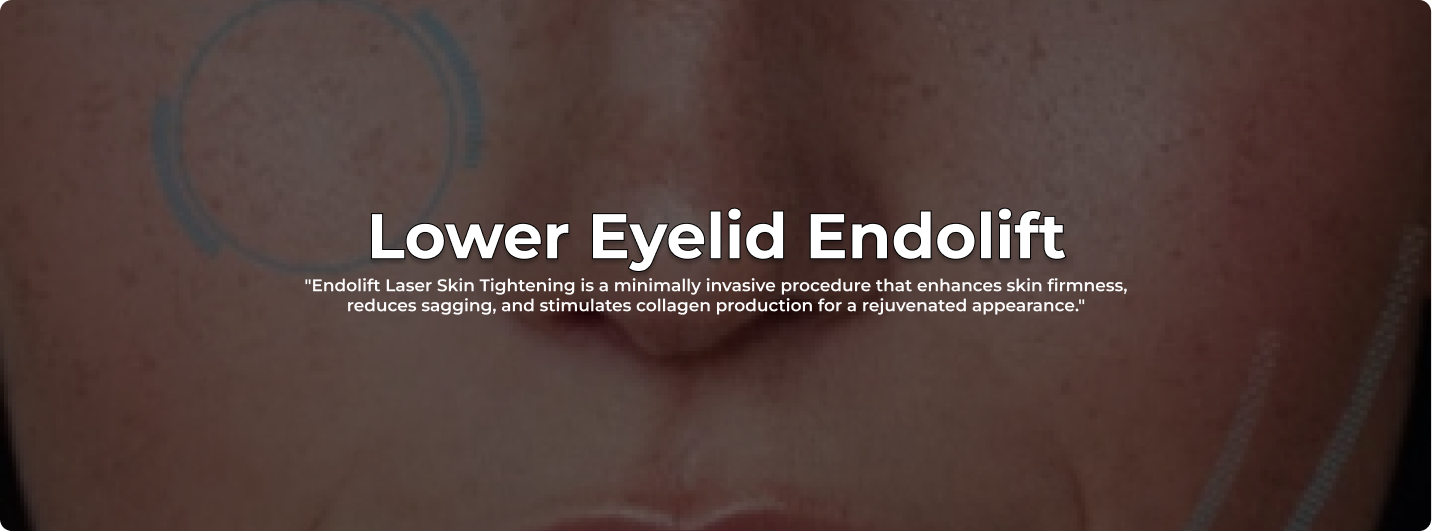 Lower Eyelid Endolift
"Endolift Laser Skin Tightening is a minimally invasive procedure that enhances skin firmness,
reduces sagging, and stimulates collagen production for a rejuvenated appearance."